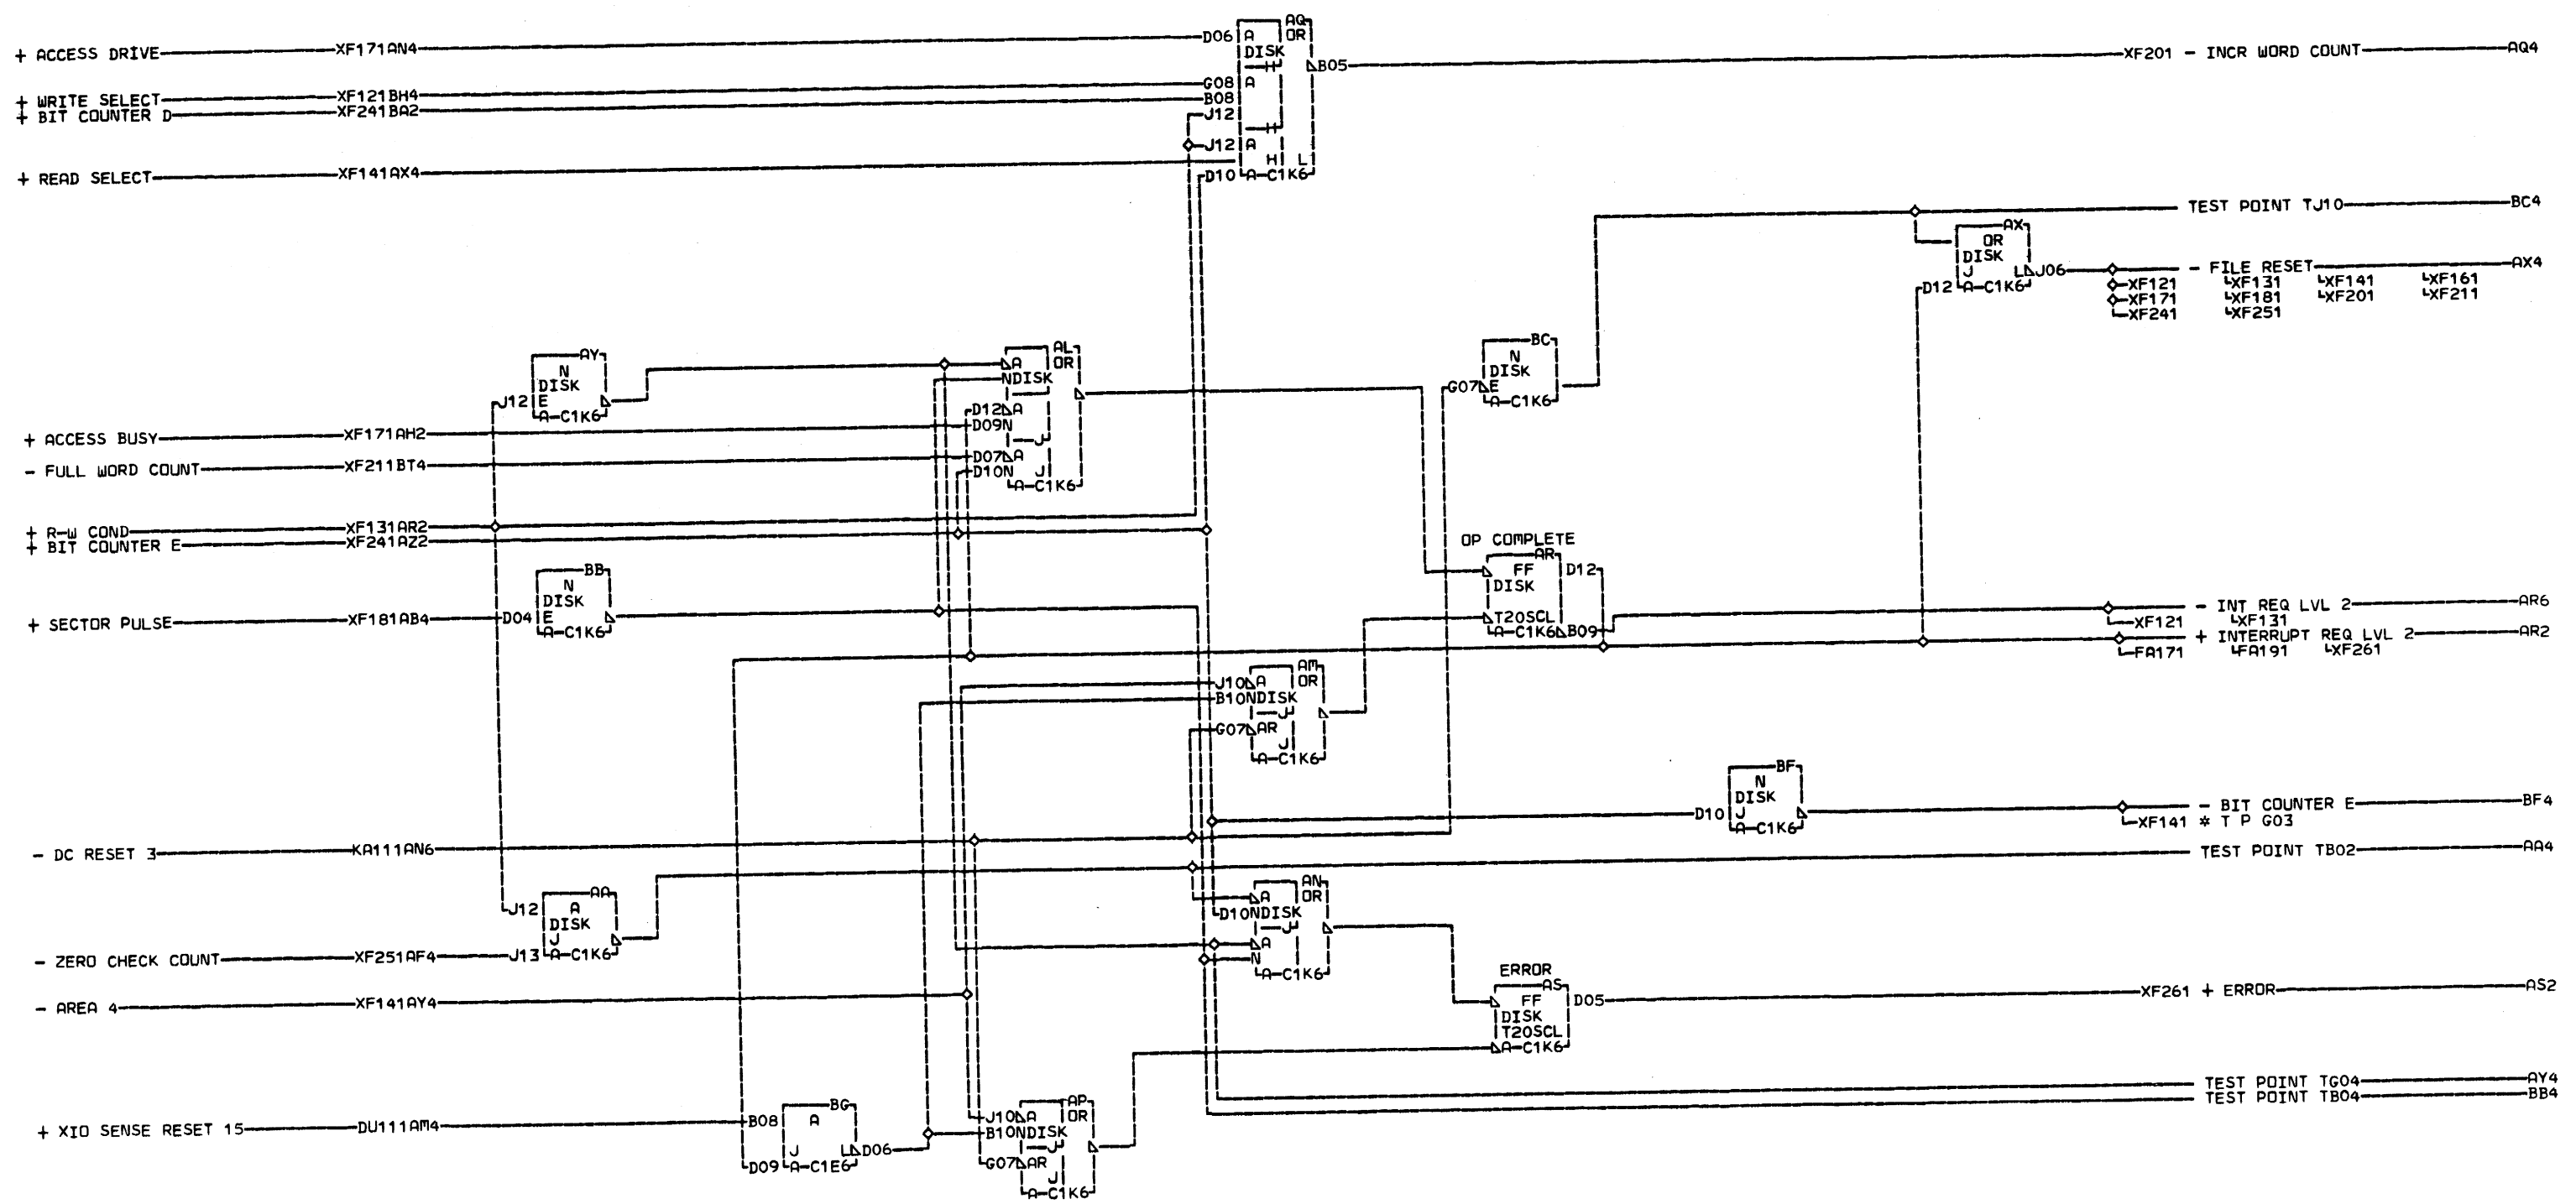 + ACCESS DRIVE XF171AN4 D06 A AQ OR
DISK
H B05 XF201 - INCR WORD COUNT AQ4
+ WRITE SELECT XF121BH4 G08 A
+ BIT COUNTER D XF241BA2 B08
J12
H
J12 A
+ READ SELECT XF141AX4 H L
D10 A-C1K6
TEST POINT TJ10 BC4
AX
OR
DISK
J L J06 - FILE RESET AX4
D12 A-C1K6
XF121 XF131 XF141 XF161
XF171 XF181 XF201 XF211
XF241 XF251
AY
N
DISK
J12 E
A-C1K6
AL
A OR
N DISK
D12 A
+ ACCESS BUSY XF171AH2 D09 N
J
- FULL WORD COUNT XF211BT4 D07 A
D10 N J
A-C1K6
BC
N
DISK
G07 E
A-C1K6
+ R-W COND XF131AR2
+ BIT COUNTER E XF241AZ2
OP COMPLETE
AR
FF D12
DISK
T20SCL
A-C1K6 B09
BB
N
DISK
+ SECTOR PULSE XF181AB4 D04 E
A-C1K6
- INT REQ LVL 2 AR6
XF121 XF131
+ INTERRUPT REQ LVL 2 AR2
FA171 FA191 XF261
AM
J10 A OR
B10 N DISK
J
G07 AR
J
A-C1K6
BF
N
DISK
D10 J
A-C1K6
- BIT COUNTER E BF4
XF141 * T P G03
- DC RESET 3 KA111AN6
TEST POINT TB02 AA4
AA
J12 A
DISK
J
- ZERO CHECK COUNT XF251AF4 J13 A-C1K6
AN
A OR
D10 N DISK
J
A
N
A-C1K6
- AREA 4 XF141AY4
ERROR
AS
FF D05 XF261 + ERROR AS2
DISK
T20SCL
A-C1K6
TEST POINT TG04 AY4
TEST POINT TB04 BB4
+ XIO SENSE RESET 15 DU111AM4 B08 A BG
J L D06
D09 A-C1E6
AP
J10 A OR
B10 N DISK
J
G07 AR
J
A-C1K6